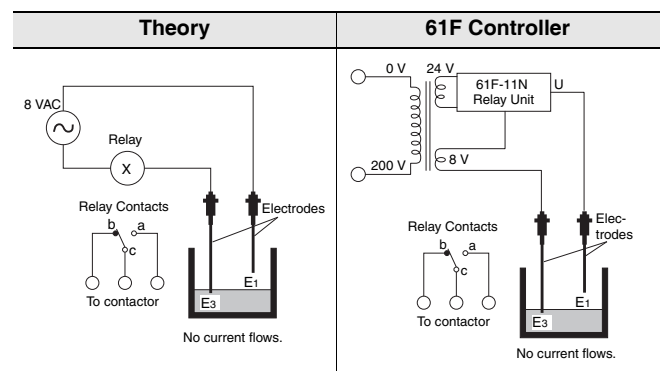 Theory
8 VAC
Relay
X
Relay Contacts
b
a
c
To contactor
Electrodes
E1
E3
No current flows.
61F Controller
0 V
24 V
61F-11N
Relay Unit
U
200 V
8 V
Relay Contacts
b
a
c
To contactor
Elec-
trodes
E1
E3
No current flows.